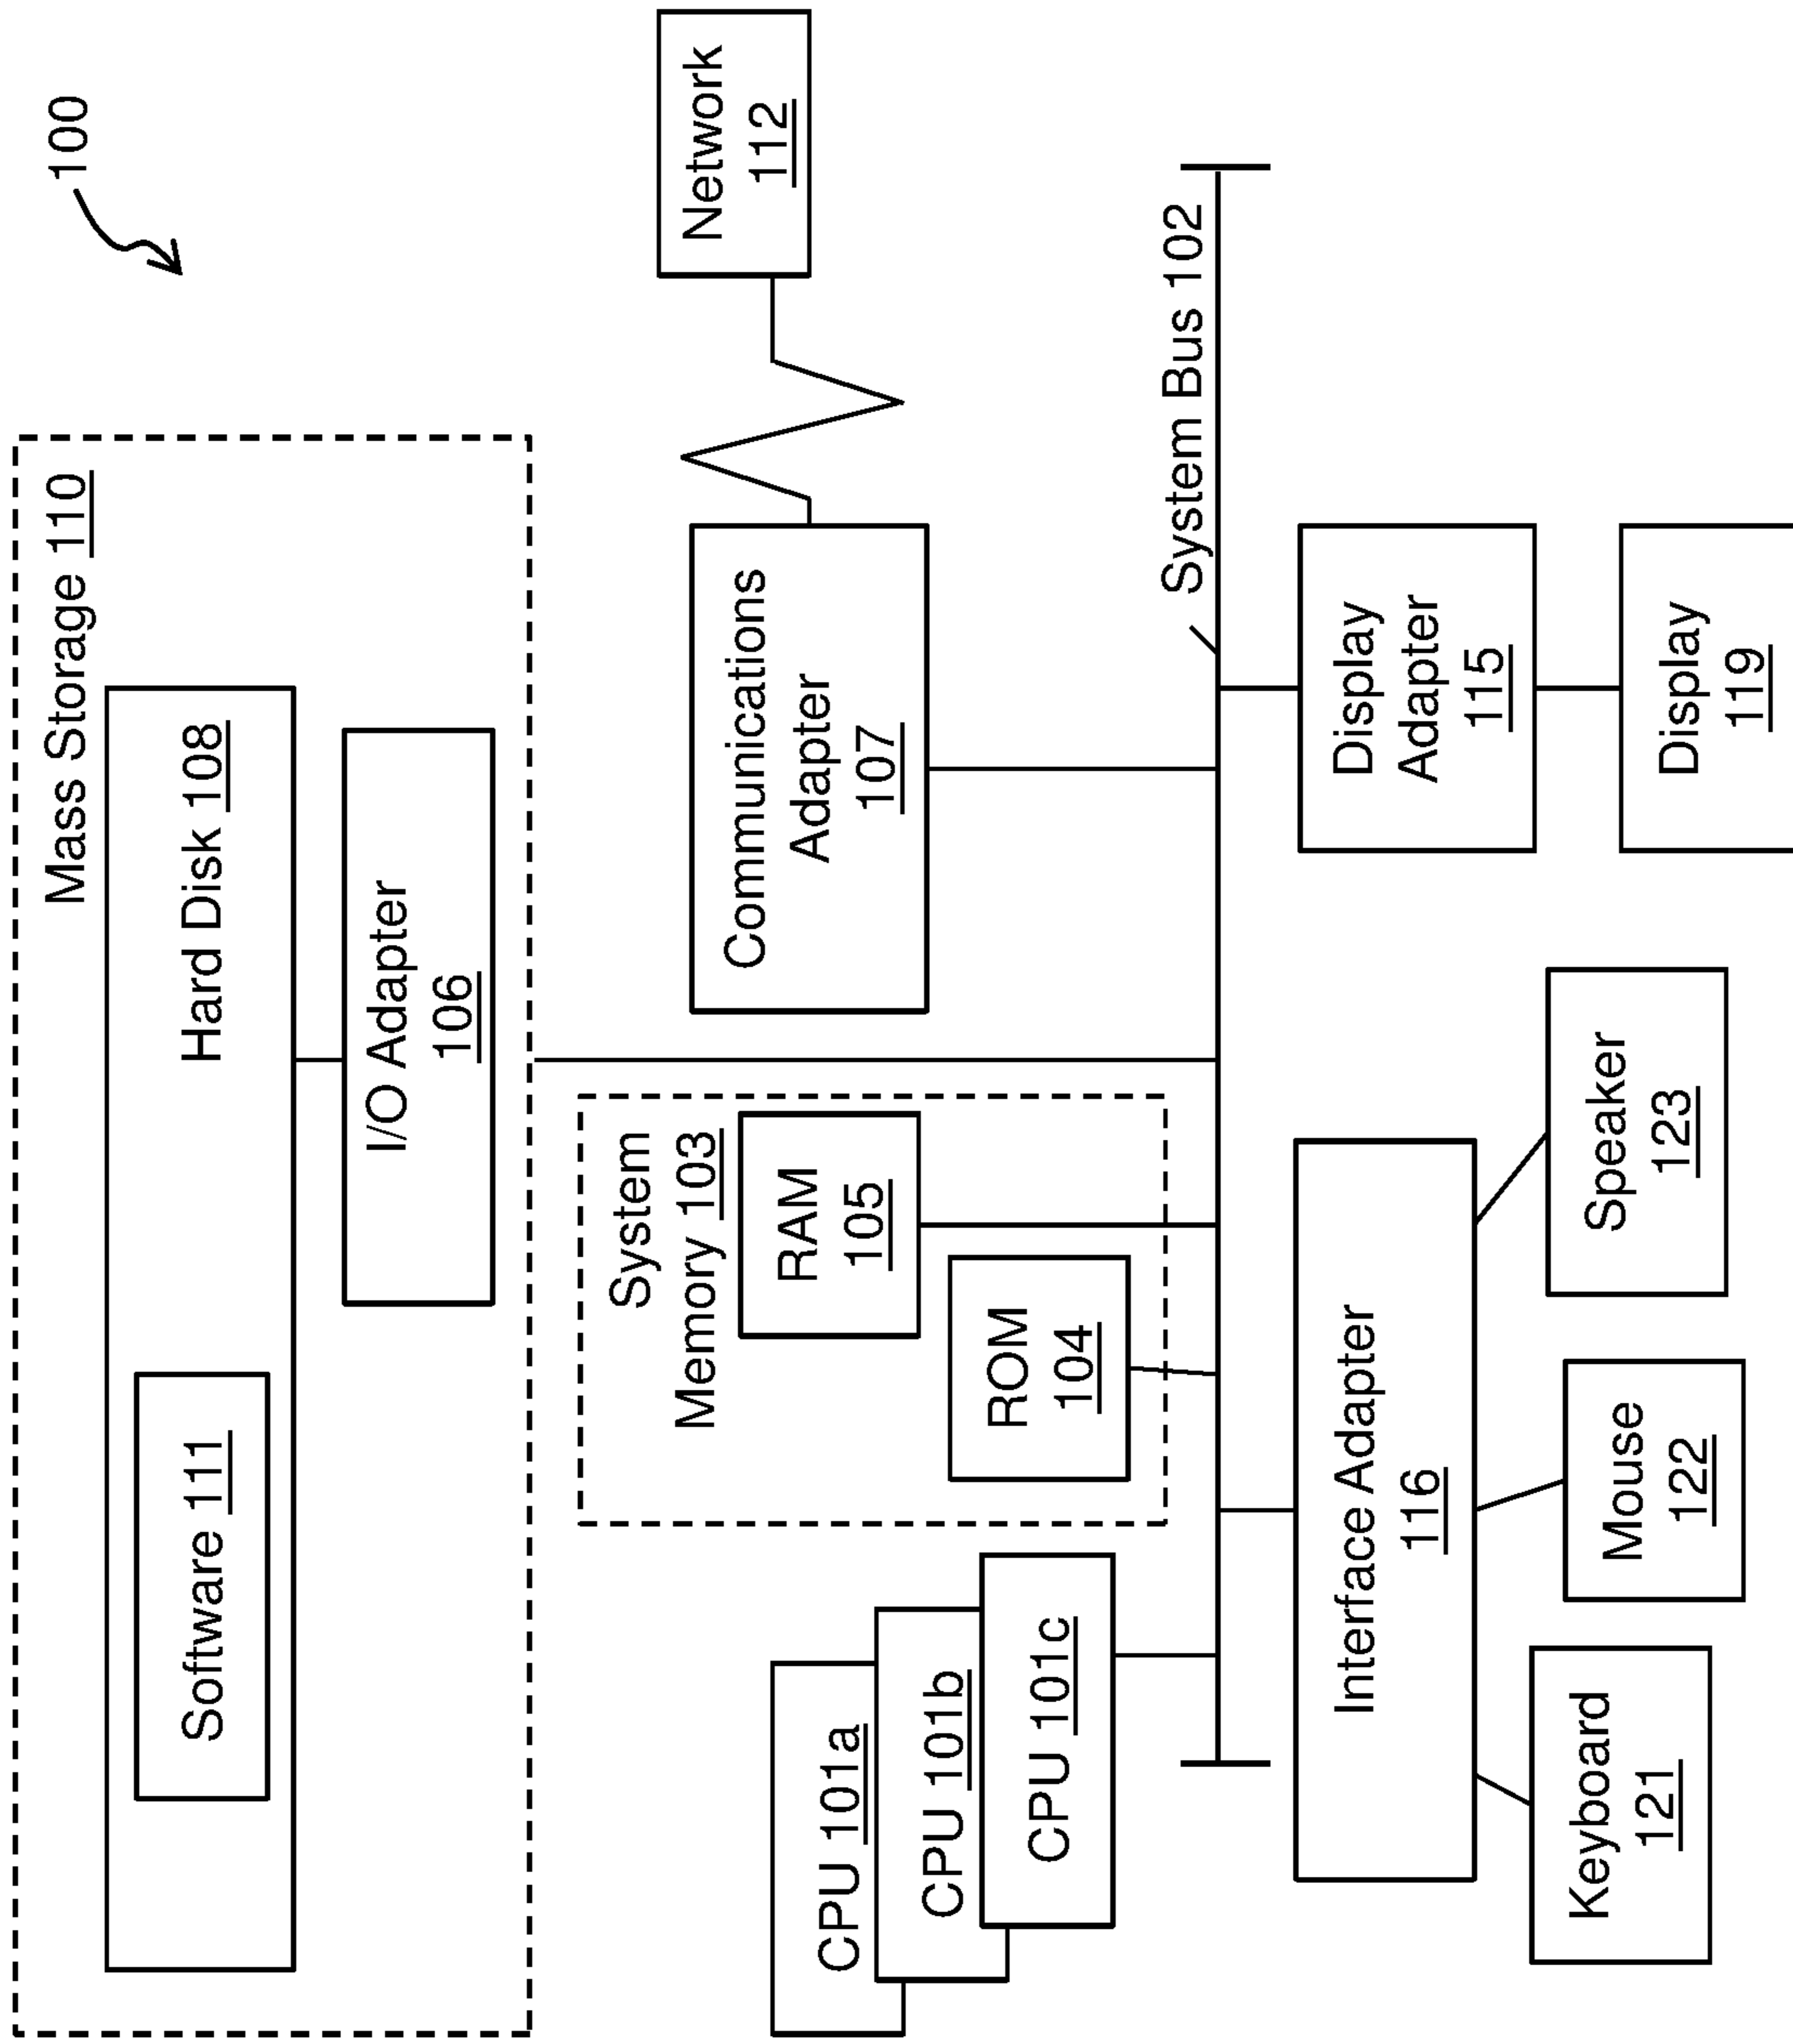 100
Mass Storage 110
Hard Disk 108
Software 111
I/O Adapter
106
Network
112
Communications
Adapter
107
System
Memory 103
RAM
105
ROM
104
CPU 101a
CPU 101b
CPU 101c
System Bus 102
Interface Adapter
116
Display
Adapter
115
Keyboard
121
Mouse
122
Speaker
123
Display
119